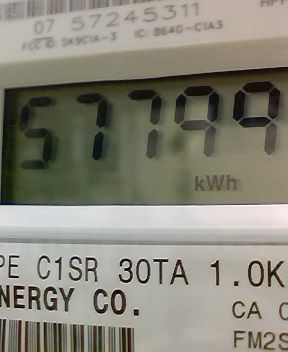 07 57245311
FCC ID: SK9C1A-3 IC: 864G-C1A3
57799
kWh
PE C1SR 30TA 1.0K
NERGY CO.
CA
FM2S